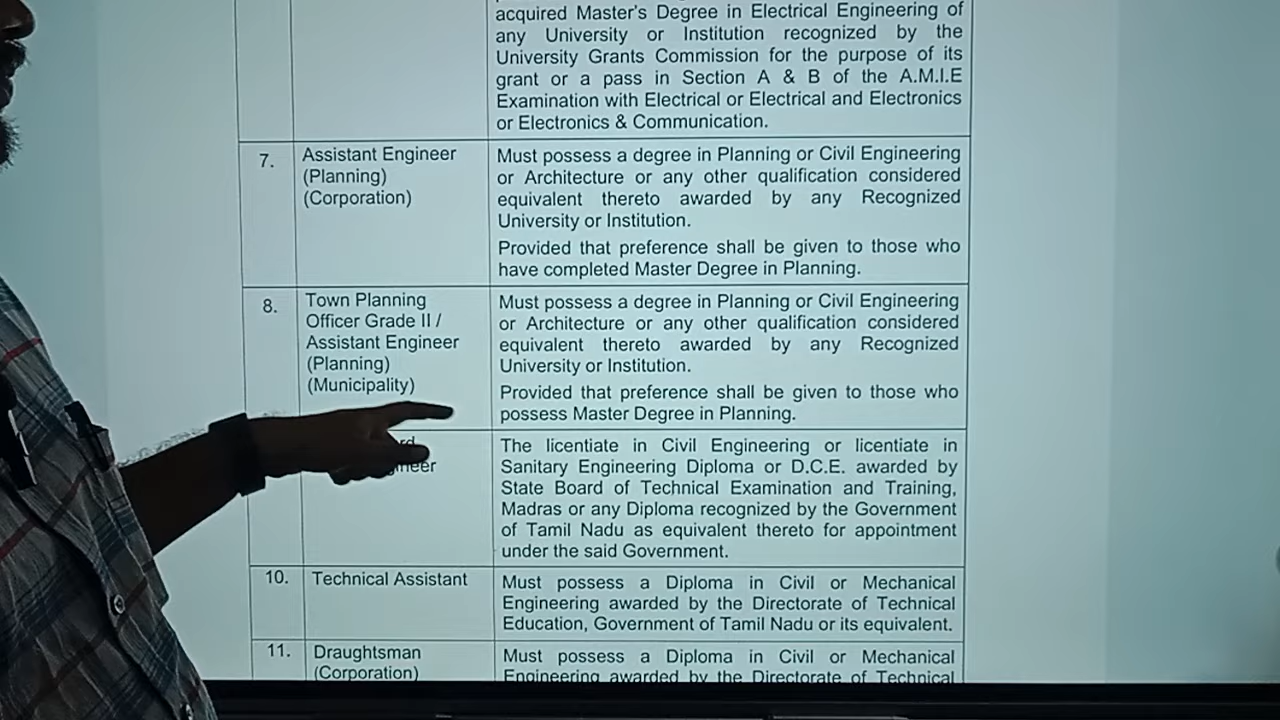 acquired Master's Degree in Electrical Engineering of
any University or Institution recognized by the
University Grants Commission for the purpose of its
grant or a pass in Section A & B of the A.M.I.E
Examination with Electrical or Electrical and Electronics
or Electronics & Communication.
7.
Assistant Engineer
(Planning)
(Corporation)
Must possess a degree in Planning or Civil Engineering
or Architecture or any other qualification considered
equivalent thereto awarded by any Recognized
University or Institution.
Provided that preference shall be given to those who
have completed Master Degree in Planning.
8.
Town Planning
Officer Grade II /
Assistant Engineer
(Planning)
(Municipality)
Must possess a degree in Planning or Civil Engineering
or Architecture or any other qualification considered
equivalent thereto awarded by any Recognized
University or Institution.
Provided that preference shall be given to those who
possess Master Degree in Planning.
The licentiate in Civil Engineering or licentiate in
Sanitary Engineering Diploma or D.C.E. awarded by
State Board of Technical Examination and Training,
Madras or any Diploma recognized by the Government
of Tamil Nadu as equivalent thereto for appointment
under the said Government.
10.
Technical Assistant
Must possess a Diploma in Civil or Mechanical
Engineering awarded by the Directorate of Technical
Education, Government of Tamil Nadu or its equivalent.
11.
Draughtsman
(Corporation)
Must possess a Diploma in Civil or Mechanical
Engineering awarded by the Directorate of Technical